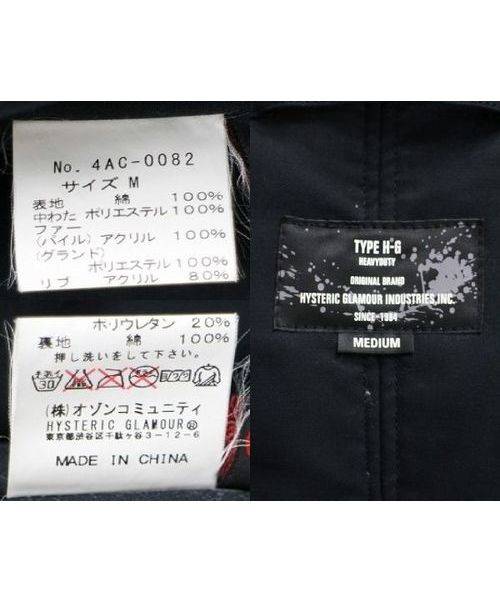 No. 4AC-0082
サイズ M
表地 綿 100%
中わた ポリエステル 100%
ファー
(パイル) アクリル 100%
(グランド)
ポリエステル 100%
リブ アクリル 80%
ポリウレタン 20%
裏地 綿 100%
押し洗いをして下さい
30
(株)オゾンコミュニティ
HYSTERIC GLAMOUR®
東京都渋谷区千駄ヶ谷3-12-6
MADE IN CHINA
TYPE H-G
HEAVYDUTY
ORIGINAL BRAND
HYSTERIC GLAMOUR INDUSTRIES, INC.
SINCE-1984
MEDIUM